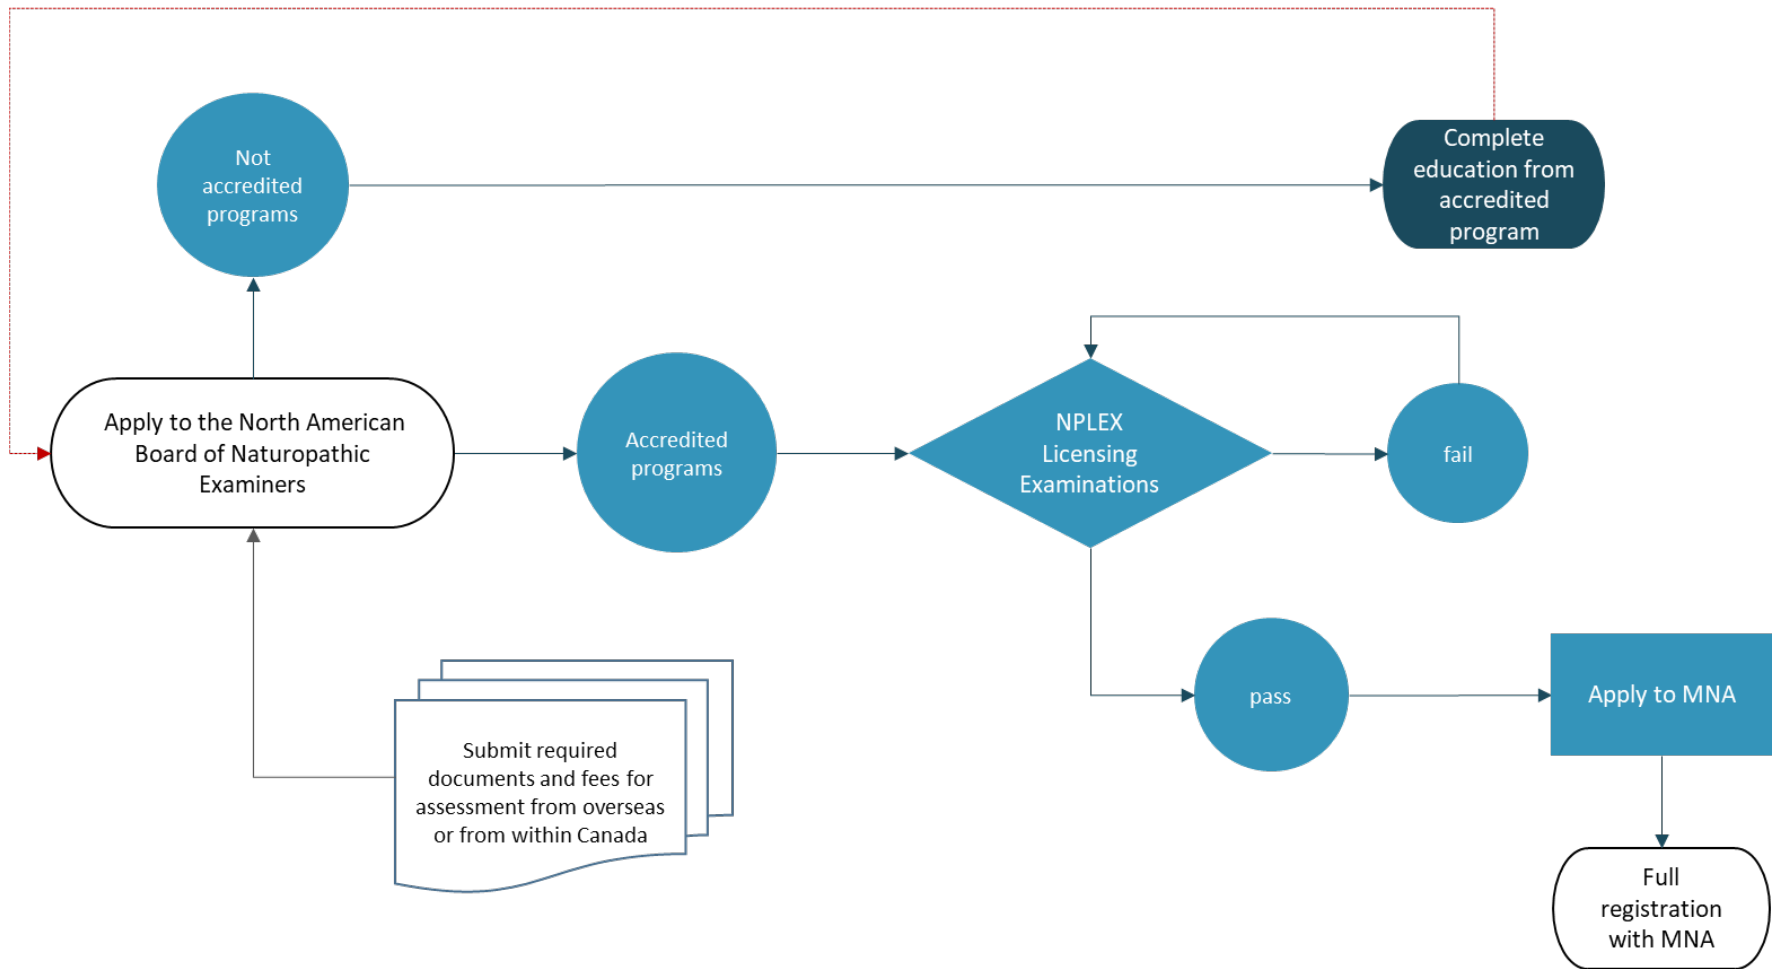 Complete
education from
accredited
program
Not
accredited
programs
Apply to the North American
Board of Naturopathic
Examiners
Accredited
programs
NPLEX
Licensing
Examinations
fail
pass
Apply to MNA
Submit required
documents and fees for
assessment from overseas
or from within Canada
Full
registration
with MNA